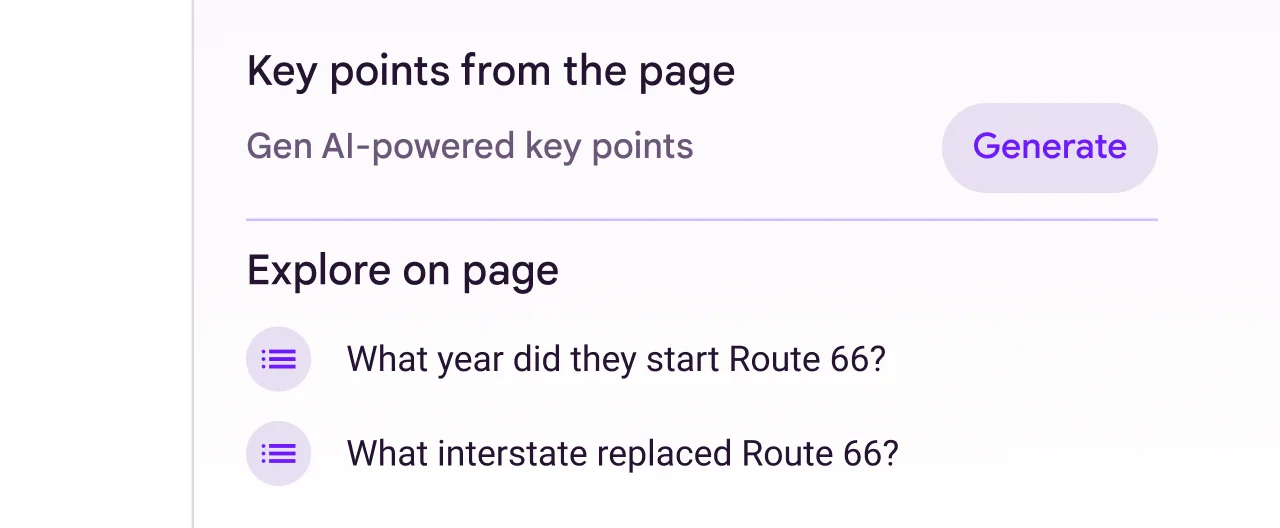 Key points from the page
Gen AI-powered key points
Generate
Explore on page
What year did they start Route 66?
What interstate replaced Route 66?